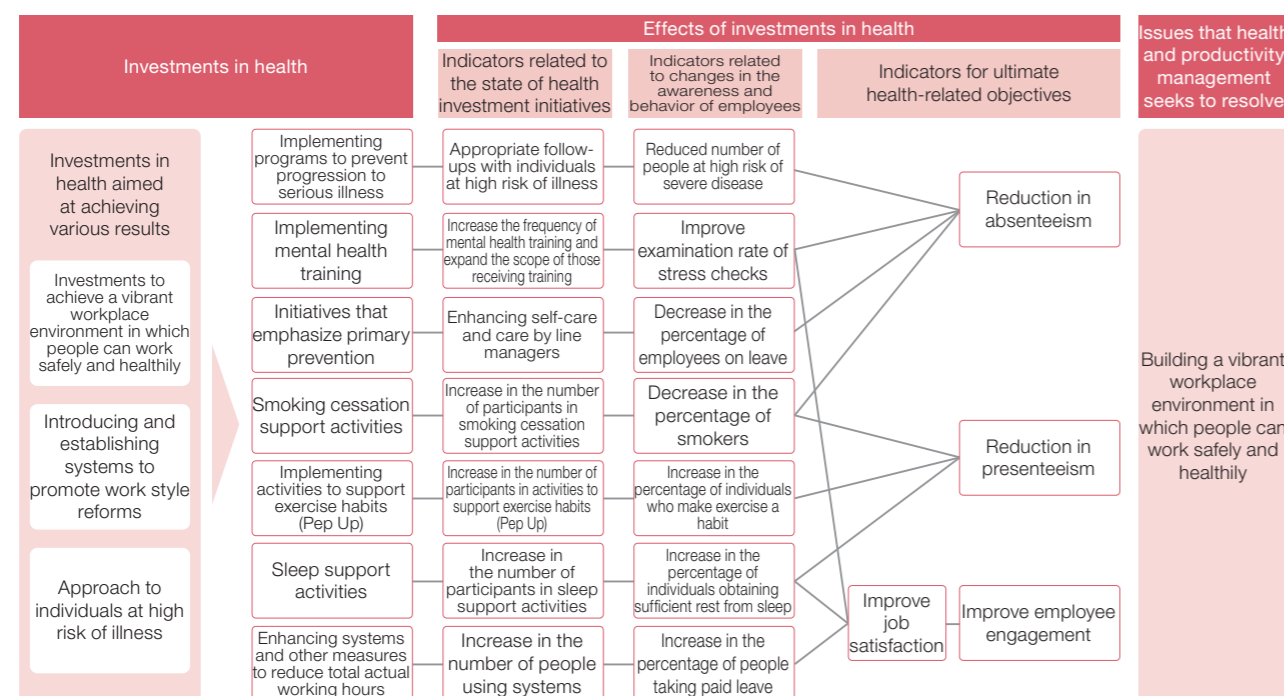 Investments in health
Effects of investments in health
Indicators related to
the state of health
investment initiatives
Indicators related
to changes in the
awareness and
behavior of employees
Indicators for ultimate
health-related objectives
Issues that health
and productivity
management
seeks to resolve
Investments in
health aimed
at achieving
various results
Investments to
achieve a vibrant
workplace
environment in which
people can work
safely and healthily
Introducing and
establishing
systems to
promote work style
reforms
Approach to
individuals at high
risk of illness
Implementing
programs to prevent
progression to
serious illness
Appropriate follow-
ups with individuals
at high risk of illness
Reduced number of
people at high risk of
severe disease
Implementing
mental health
training
Increase the frequency of
mental health training and
expand the scope of those
receiving training
Improve
examination rate of
stress checks
Initiatives that
emphasize primary
prevention
Enhancing self-care
and care by line
managers
Decrease in the
percentage of
employees on leave
Smoking cessation
support activities
Increase in the number
of participants in
smoking cessation
support activities
Decrease in the
percentage of
smokers
Implementing
activities to support
exercise habits
(Pep Up)
Increase in the number of
participants in activities to
support exercise habits
(Pep Up)
Increase in the
percentage of individuals
who make exercise a
habit
Sleep support
activities
Increase in
the number of
participants in sleep
support activities
Increase in the
percentage of
individuals obtaining
sufficient rest from sleep
Enhancing systems
and other measures
to reduce total actual
working hours
Increase in the
number of people
using systems
Increase in the
percentage of people
taking paid leave
Reduction in
absenteeism
Reduction in
presenteeism
Improve
job
satisfaction
Improve employee
engagement
Building a vibrant
workplace
environment in
which people can
work safely and
healthily